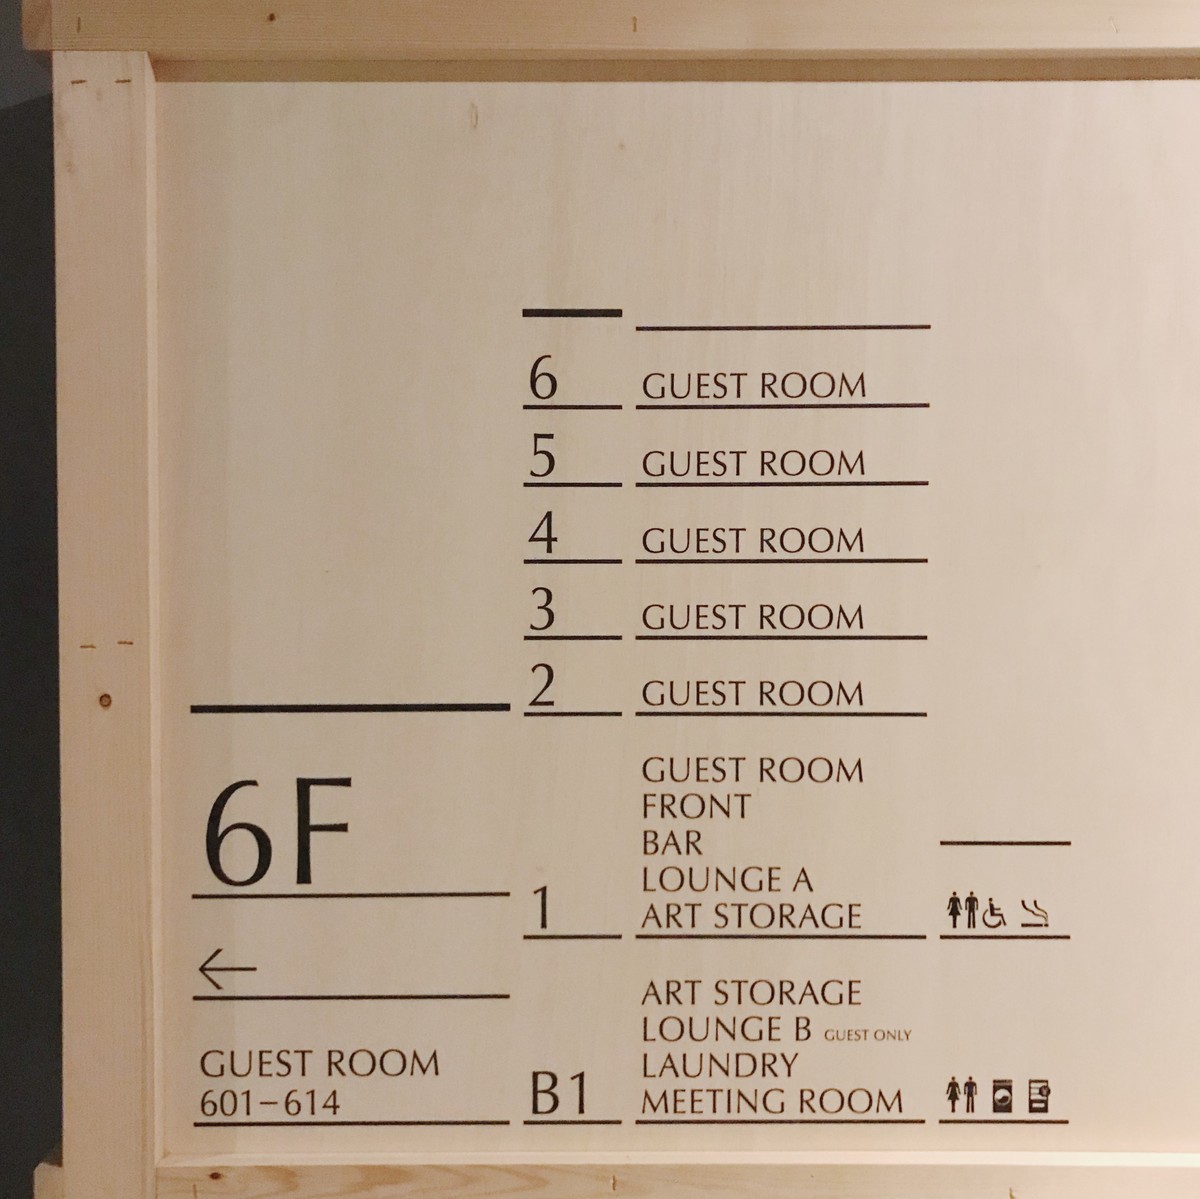 6 GUEST ROOM
5 GUEST ROOM
4 GUEST ROOM
3 GUEST ROOM
2 GUEST ROOM
6F
←
GUEST ROOM
601–614
GUEST ROOM
FRONT
BAR
LOUNGE A
1 ART STORAGE
ART STORAGE
LOUNGE B GUEST ONLY
LAUNDRY
B1 MEETING ROOM